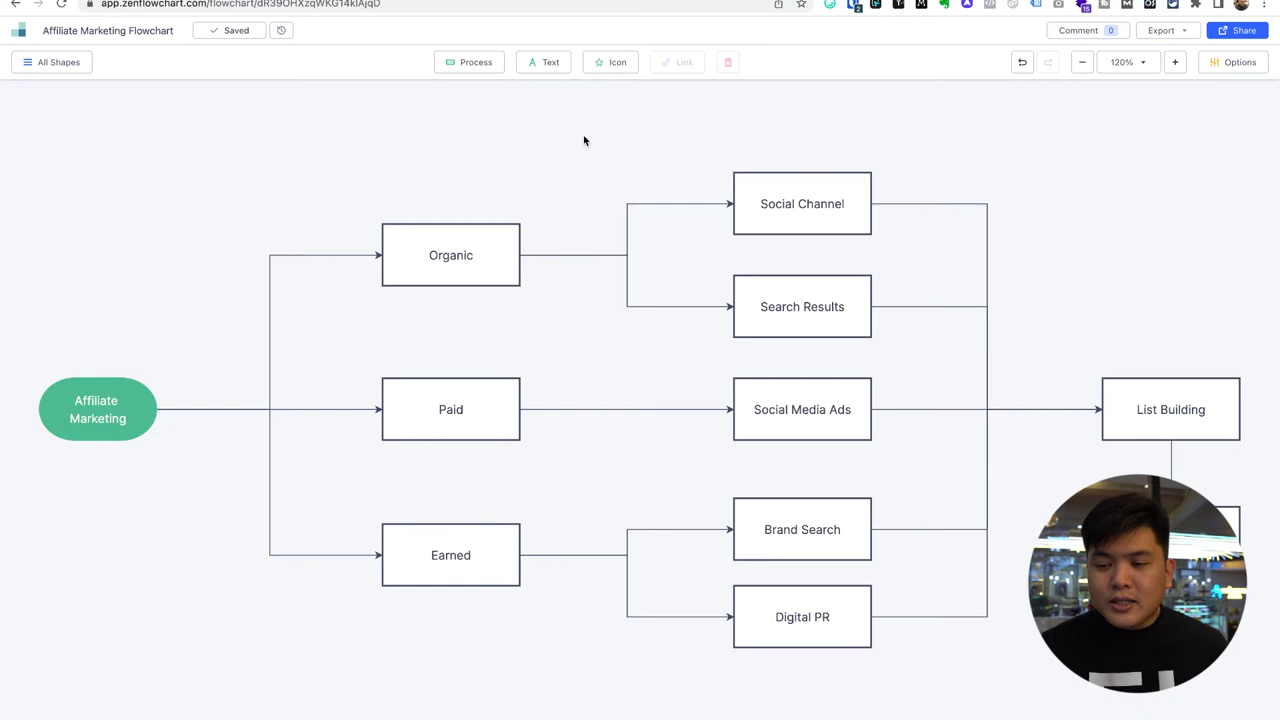 app.zenflowchart.com/flowchart/dR39OHXzqWKG14klAjqD
2
15
Affiliate Marketing Flowchart
Saved
Comment 0
Export
Share
All Shapes
Process
Text
Icon
Link
120%
Options
Social Channel
Organic
Search Results
Affiliate
Marketing
Paid
Social Media Ads
List Building
Brand Search
Earned
Digital PR